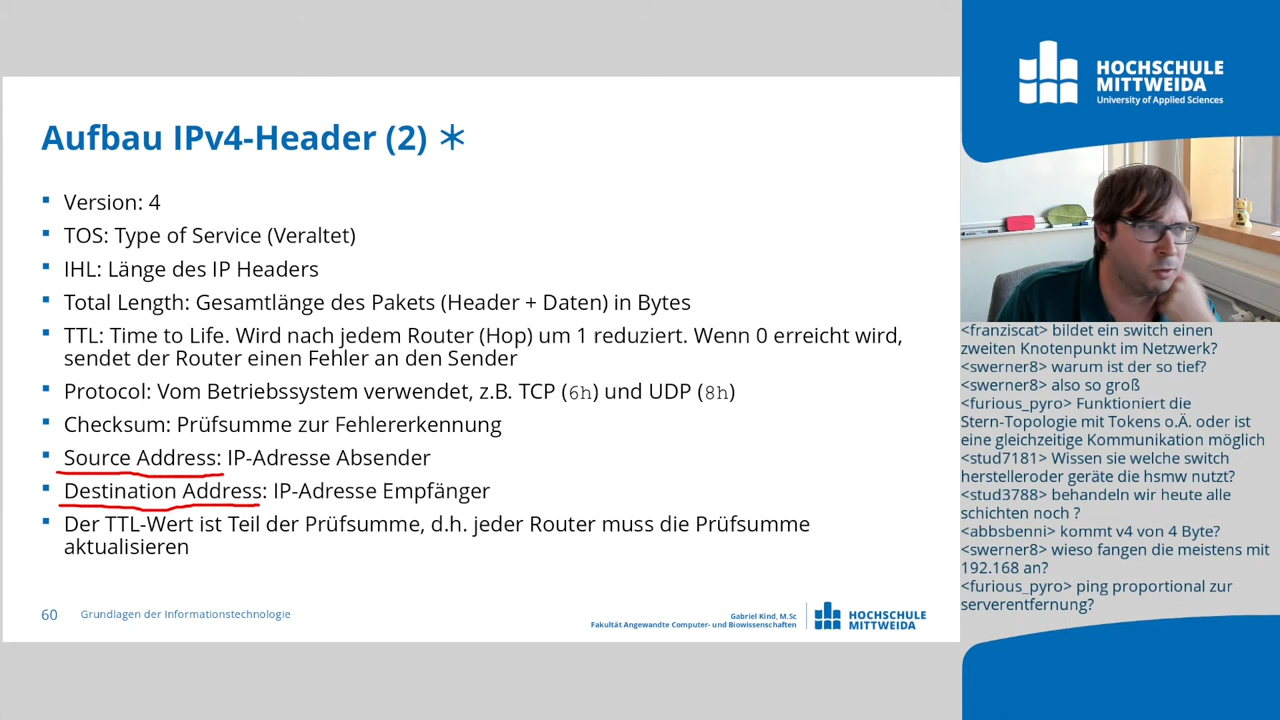 Aufbau IPv4-Header (2) ∗
Version: 4
TOS: Type of Service (Veraltet)
IHL: Länge des IP Headers
Total Length: Gesamtlänge des Pakets (Header + Daten) in Bytes
TTL: Time to Life. Wird nach jedem Router (Hop) um 1 reduziert. Wenn 0 erreicht wird,
sendet der Router einen Fehler an den Sender
Protocol: Vom Betriebssystem verwendet, z.B. TCP (6h) und UDP (8h)
Checksum: Prüfsumme zur Fehlererkennung
Source Address: IP-Adresse Absender
Destination Address: IP-Adresse Empfänger
Der TTL-Wert ist Teil der Prüfsumme, d.h. jeder Router muss die Prüfsumme
aktualisieren
60 Grundlagen der Informationstechnologie
Gabriel Kind, M.Sc
Fakultät Angewandte Computer- und Biowissenschaften
HOCHSCHULE
MITTWEIDA
HOCHSCHULE
MITTWEIDA
University of Applied Sciences
<franziscat> bildet ein switch einen
zweiten Knotenpunkt im Netzwerk?
<swerner8> warum ist der so tief?
<swerner8> also so groß
<furious_pyro> Funktioniert die
Stern-Topologie mit Tokens o.Ä. oder ist
eine gleichzeitige Kommunikation möglich
<stud7181> Wissen sie welche switch
herstelleroder geräte die hsmw nutzt?
<stud3788> behandeln wir heute alle
schichten noch ?
<abbsbenni> kommt v4 von 4 Byte?
<swerner8> wieso fangen die meistens mit
192.168 an?
<furious_pyro> ping proportional zur
serverentfernung?